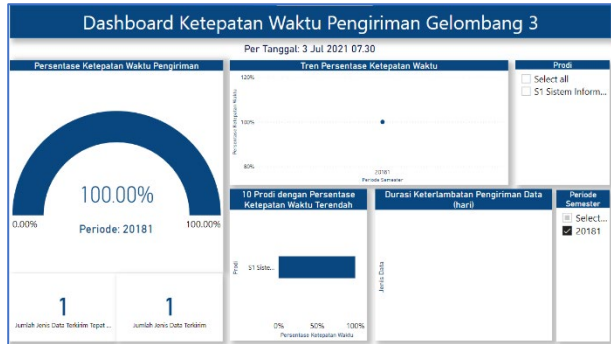 Dashboard Ketepatan Waktu Pengiriman Gelombang 3
Per Tanggal: 3 Jul 2021 07.30
Persentase Ketepatan Waktu Pengiriman
100.00%
0.00%
100.00%
Periode: 20181
1
Jumlah Jenis Data Terkirim Tepat ...
1
Jumlah Jenis Data Terkirim
Tren Persentase Ketepatan Waktu
Persentase Ketepatan Waktu
120%
100%
80%
20181
Periode Semester
Prodi
Select all
S1 Sistem Inform...
10 Prodi dengan Persentase
Ketepatan Waktu Terendah
Prodi
S1 Siste...
0%
50%
100%
Persentase Ketepatan Waktu
Durasi Keterlambatan Pengiriman Data
(hari)
Jenis Data
Periode
Semester
Select...
20181